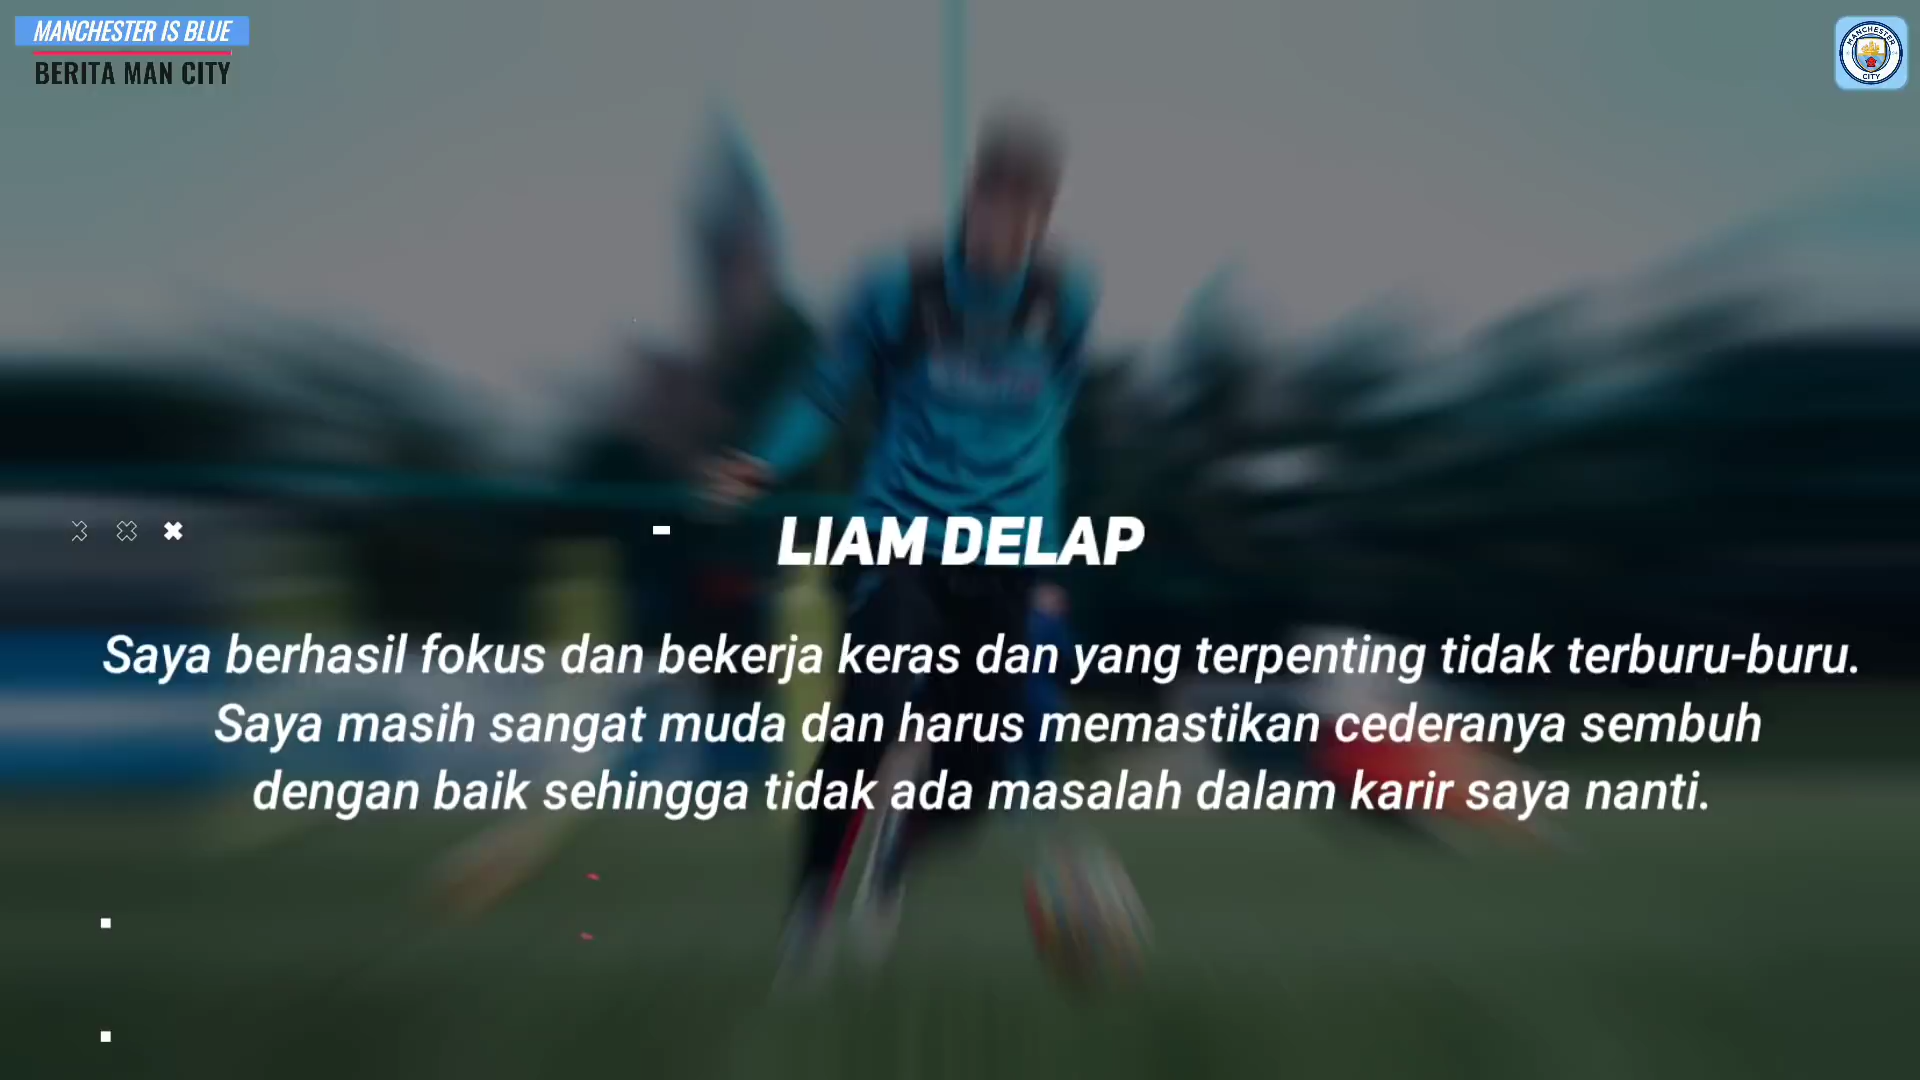 MANCHESTER IS BLUE
BERITA MAN CITY
MANCHESTER
CITY
LIAM DELAP
Saya berhasil fokus dan bekerja keras dan yang terpenting tidak terburu-buru.
Saya masih sangat muda dan harus memastikan cederanya sembuh
dengan baik sehingga tidak ada masalah dalam karir saya nanti.